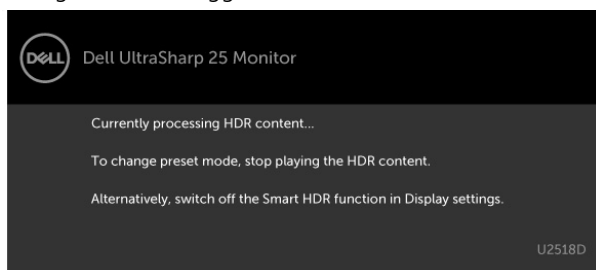 DELL
Dell UltraSharp 25 Monitor
Currently processing HDR content...
To change preset mode, stop playing the HDR content.
Alternatively, switch off the Smart HDR function in Display settings.
U2518D